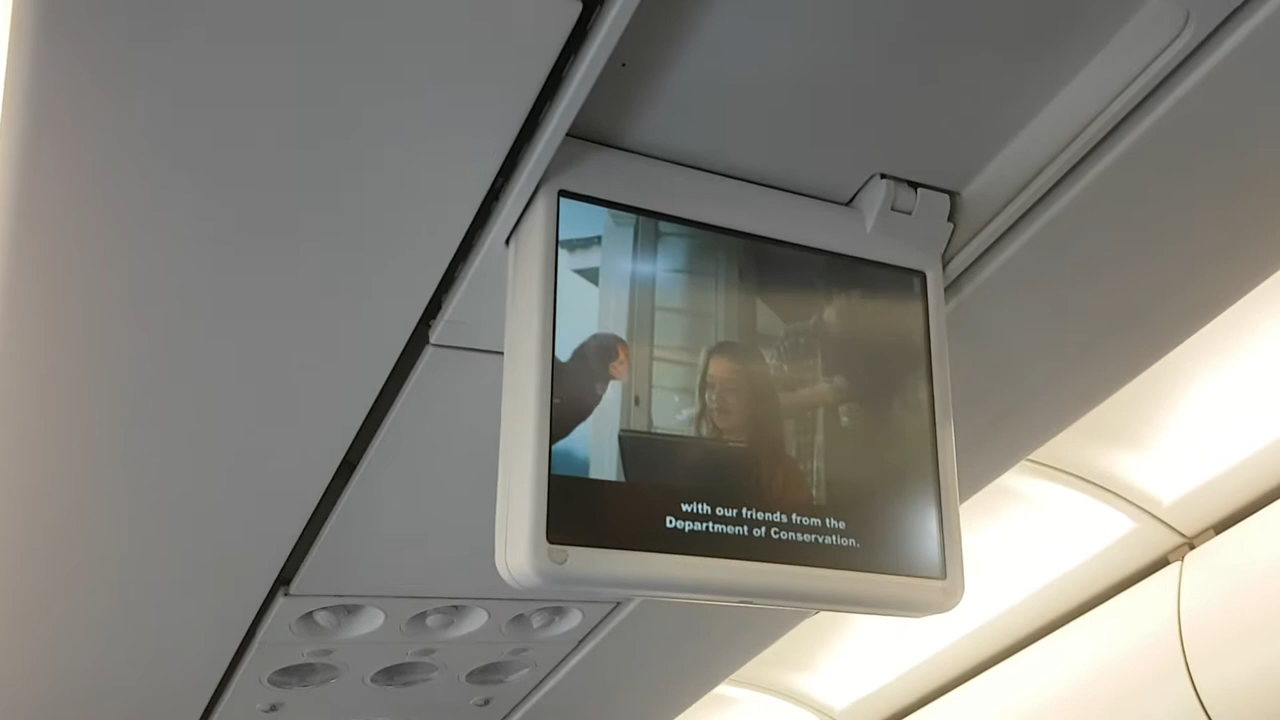 with our friends from the
Department of Conservation.